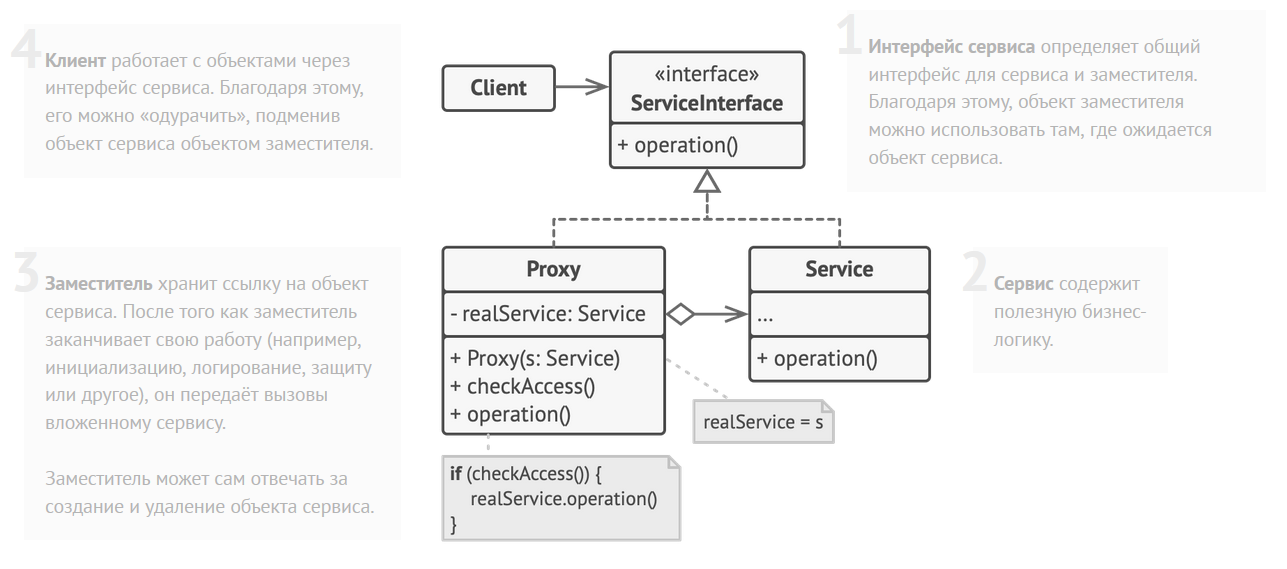 4
Клиент работает с объектами через
интерфейс сервиса. Благодаря этому,
его можно «одурачить», подменив
объект сервиса объектом заместителя.
Client
«interface»
ServiceInterface
+ operation()
1
Интерфейс сервиса определяет общий
интерфейс для сервиса и заместителя.
Благодаря этому, объект заместителя
можно использовать там, где ожидается
объект сервиса.
3
Заместитель хранит ссылку на объект
сервиса. После того как заместитель
заканчивает свою работу (например,
инициализацию, логирование, защиту
или другое), он передаёт вызовы
вложенному сервису.
Заместитель может сам отвечать за
создание и удаление объекта сервиса.
Proxy
- realService: Service
+ Proxy(s: Service)
+ checkAccess()
+ operation()
Service
...
+ operation()
2
Сервис содержит
полезную бизнес-
логику.
realService = s
if (checkAccess()) {
realService.operation()
}